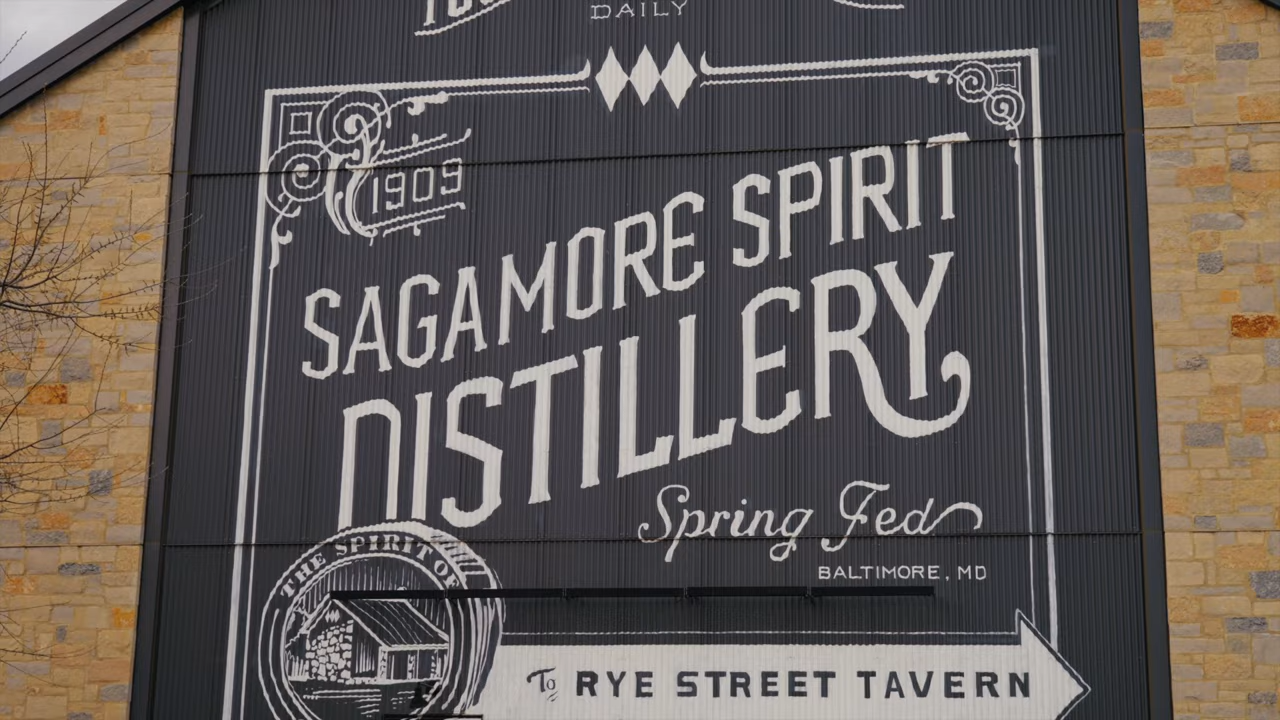 DAILY
1909
SAGAMORE SPIRIT
DISTILLERY
Spring Fed
BALTIMORE, MD
THE SPIRIT OF
To RYE STREET TAVERN